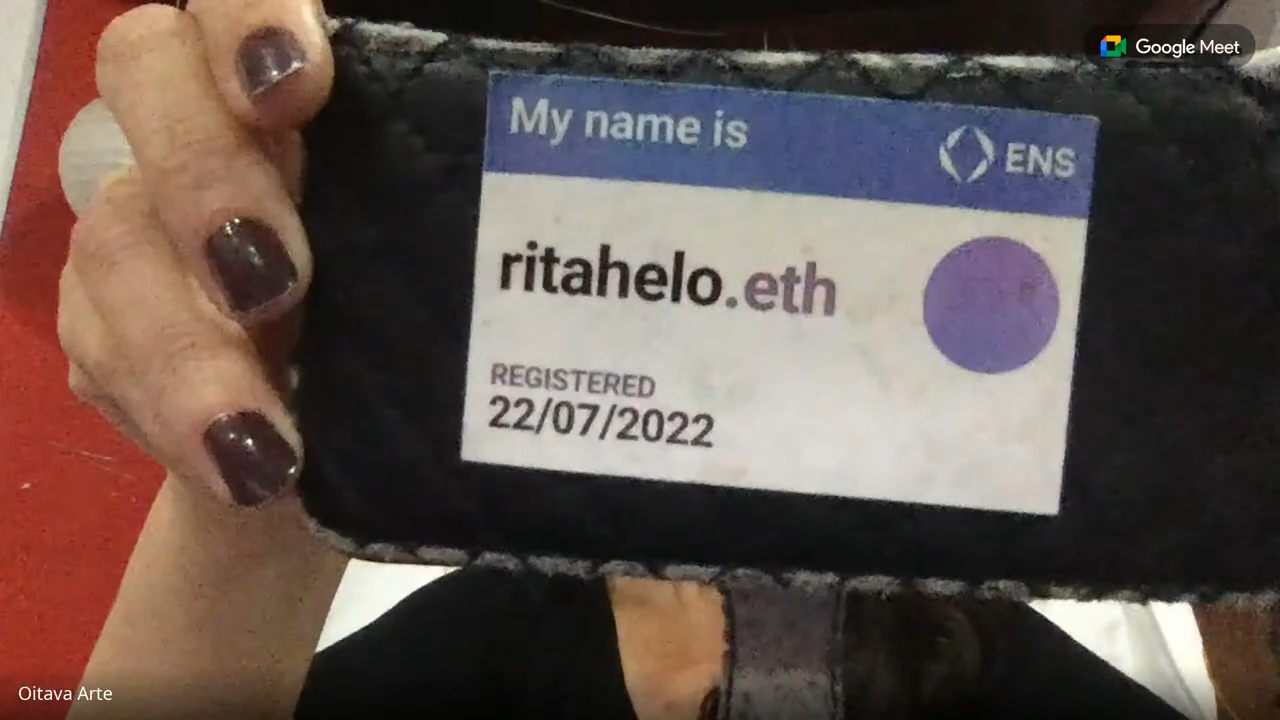 Google Meet
My name is
ENS
ritahelo.eth
REGISTERED
22/07/2022
Oitava Arte